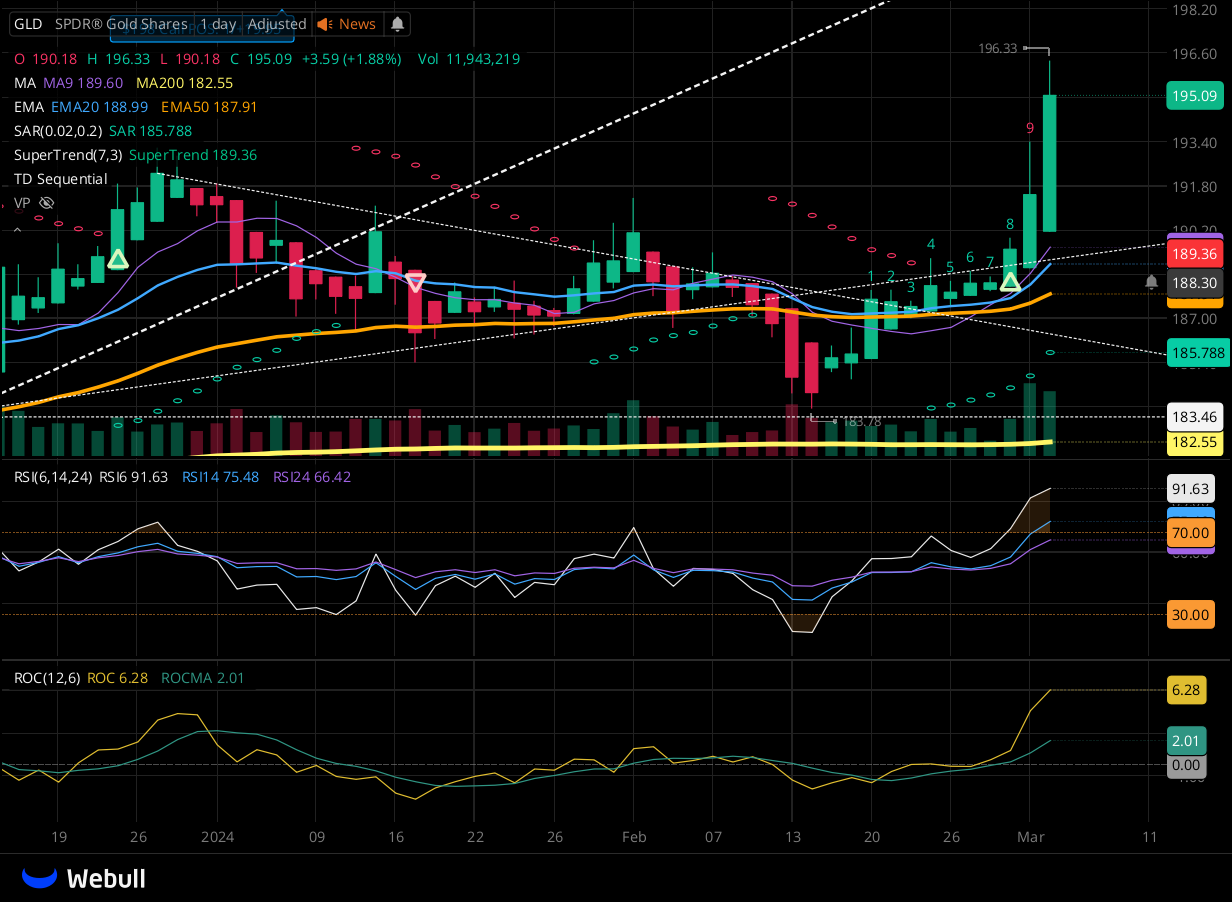 198.20
GLD SPDR® Gold Shares 1 day Adjusted News
196.33
196.60
O 190.18 H 196.33 L 190.18 C 195.09 +3.59 (+1.88%) Vol 11,943,219
MA MA9 189.60 MA200 182.55
195.09
EMA EMA20 188.99 EMA50 187.91
SAR(0.02,0.2) SAR 185.788
9
193.40
SuperTrend(7,3) SuperTrend 189.36
TD Sequential
191.80
VP
8
190.20
4
6
189.36
5
7
1 2
3
188.30
187.00
185.788
183.46
183.78
182.55
RSI(6,14,24) RSI6 91.63 RSI14 75.48 RSI24 66.42
91.63
70.00
30.00
ROC(12,6) ROC 6.28 ROCMA 2.01
6.28
2.01
0.00
19 26 2024 09 16 22 26 Feb 07 13 20 26 Mar 11
Webull